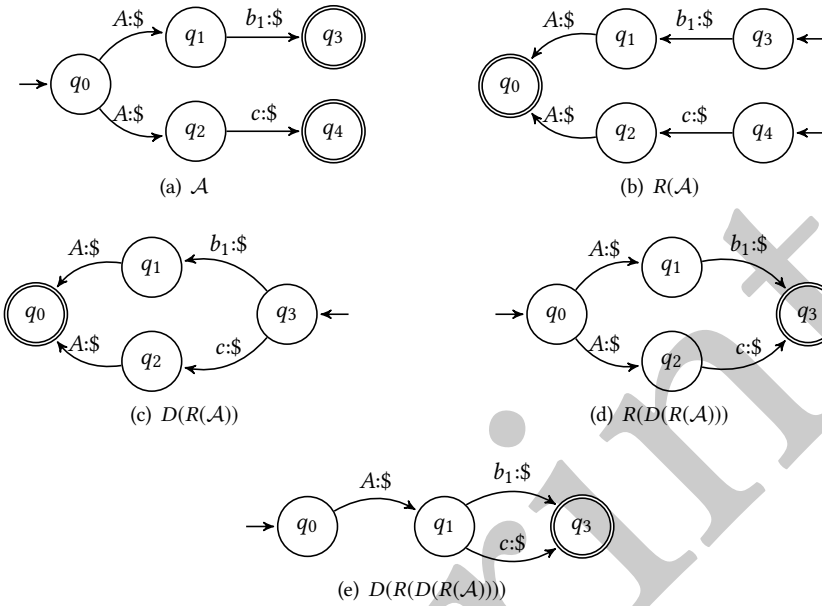 A:$ b₁:$
q₁ q₃
q₀
A:$ c:$
q₂ q₄
(a) 𝒜
A:$ b₁:$
q₁ q₃
q₀
A:$ c:$
q₂ q₄
(b) R(𝒜)
A:$ b₁:$
q₁
q₀ q₃
A:$ c:$
q₂
(c) D(R(𝒜))
A:$ b₁:$
q₁
q₀ q₃
A:$ c:$
q₂
(d) R(D(R(𝒜)))
A:$ b₁:$
q₀ q₁ q₃
c:$
(e) D(R(D(R(𝒜))))